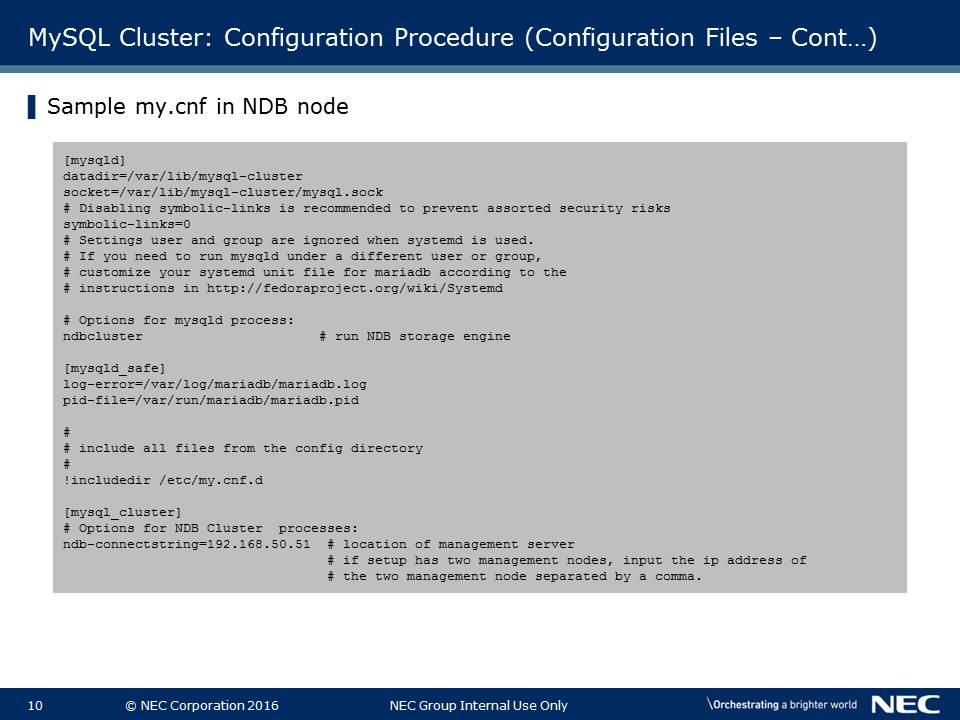 MySQL Cluster: Configuration Procedure (Configuration Files – Cont…)
Sample my.cnf in NDB node
[mysqld]
datadir=/var/lib/mysql-cluster
socket=/var/lib/mysql-cluster/mysql.sock
# Disabling symbolic-links is recommended to prevent assorted security risks
symbolic-links=0
# Settings user and group are ignored when systemd is used.
# If you need to run mysqld under a different user or group,
# customize your systemd unit file for mariadb according to the
# instructions in http://fedoraproject.org/wiki/Systemd
# Options for mysqld process:
ndbcluster # run NDB storage engine
[mysqld_safe]
log-error=/var/log/mariadb/mariadb.log
pid-file=/var/run/mariadb/mariadb.pid
#
# include all files from the config directory
#
!includedir /etc/my.cnf.d
[mysql_cluster]
# Options for NDB Cluster  processes:
ndb-connectstring=192.168.50.51 # location of management server
# if setup has two management nodes, input the ip address of
# the two management node separated by a comma.
10 © NEC Corporation 2016 NEC Group Internal Use Only \Orchestrating a brighter world NEC